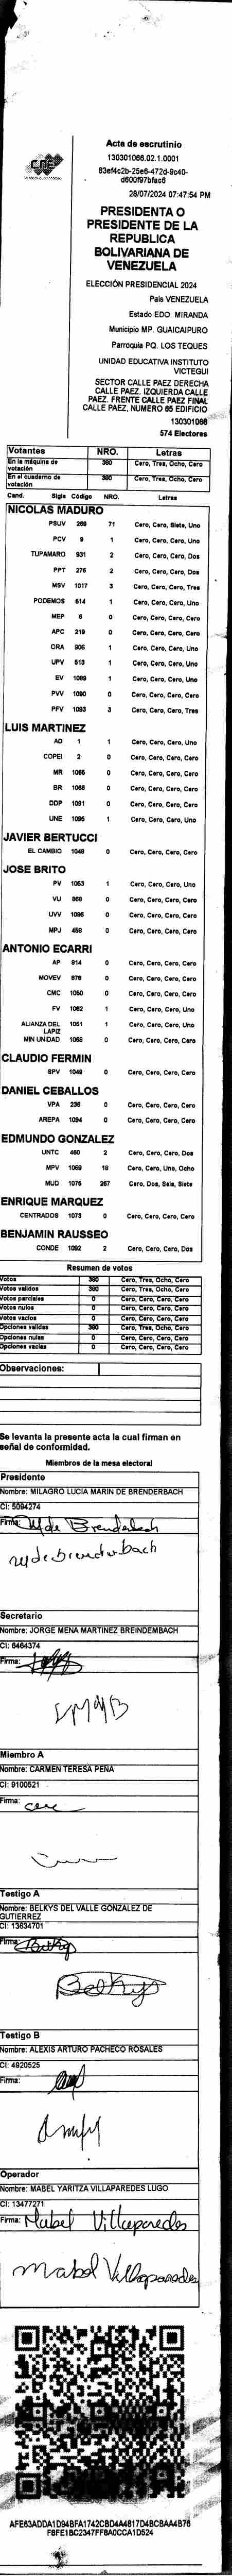 CNE
Acta de escrutinio
130301066.02.1.0001
83ef4c2b-25e6-472d-9c40-
d600f97bfac6
28/07/2024 07:47:54 PM
PRESIDENTA O
PRESIDENTE DE LA
REPUBLICA
BOLIVARIANA DE
VENEZUELA
ELECCIÓN PRESIDENCIAL 2024
País VENEZUELA
Estado EDO. MIRANDA
Municipio MP. GUAICAIPURO
Parroquia PQ. LOS TEQUES
UNIDAD EDUCATIVA INSTITUTO
VICTEGUI
SECTOR CALLE PAEZ DERECHA
CALLE PAEZ. IZQUIERDA CALLE
PAEZ. FRENTE CALLE PAEZ FINAL
CALLE PAEZ, NUMERO 65 EDIFICIO
130301066
574 Electores
Votantes NRO. Letras
En la máquina de votación 380 Cero, Tres, Ocho, Cero
En el cuaderno de votación 380 Cero, Tres, Ocho, Cero
Cand. Sigla Código NRO. Letras
NICOLAS MADURO
PSUV 269 71 Cero, Cero, Siete, Uno
PCV 9 1 Cero, Cero, Cero, Uno
TUPAMARO 931 2 Cero, Cero, Cero, Dos
PPT 276 2 Cero, Cero, Cero, Dos
MSV 1017 3 Cero, Cero, Cero, Tres
PODEMOS 614 1 Cero, Cero, Cero, Uno
MEP 6 0 Cero, Cero, Cero, Cero
APC 219 0 Cero, Cero, Cero, Cero
ORA 906 1 Cero, Cero, Cero, Uno
UPV 513 1 Cero, Cero, Cero, Uno
EV 1089 1 Cero, Cero, Cero, Uno
PVV 1090 0 Cero, Cero, Cero, Cero
PFV 1093 3 Cero, Cero, Cero, Tres
LUIS MARTINEZ
AD 1 1 Cero, Cero, Cero, Uno
COPEI 2 0 Cero, Cero, Cero, Cero
MR 1066 0 Cero, Cero, Cero, Cero
BR 1066 0 Cero, Cero, Cero, Cero
DDP 1091 0 Cero, Cero, Cero, Cero
UNE 1095 1 Cero, Cero, Cero, Uno
JAVIER BERTUCCI
EL CAMBIO 1048 0 Cero, Cero, Cero, Cero
JOSE BRITO
PV 1053 1 Cero, Cero, Cero, Uno
VU 969 0 Cero, Cero, Cero, Cero
UVV 1096 0 Cero, Cero, Cero, Cero
MPJ 458 0 Cero, Cero, Cero, Cero
ANTONIO ECARRI
AP 914 0 Cero, Cero, Cero, Cero
MOVEV 978 0 Cero, Cero, Cero, Cero
CMC 1050 0 Cero, Cero, Cero, Cero
FV 1062 1 Cero, Cero, Cero, Uno
ALIANZA DEL LAPIZ 1051 1 Cero, Cero, Cero, Uno
MIN UNIDAD 1068 0 Cero, Cero, Cero, Cero
CLAUDIO FERMIN
SPV 1049 0 Cero, Cero, Cero, Cero
DANIEL CEBALLOS
VPA 236 0 Cero, Cero, Cero, Cero
AREPA 1094 0 Cero, Cero, Cero, Cero
EDMUNDO GONZALEZ
UNTC 460 2 Cero, Cero, Cero, Dos
MPV 1069 18 Cero, Cero, Uno, Ocho
MUD 1075 267 Cero, Dos, Seis, Siete
ENRIQUE MARQUEZ
CENTRADOS 1073 0 Cero, Cero, Cero, Cero
BENJAMIN RAUSSEO
CONDE 1092 2 Cero, Cero, Cero, Dos
Resumen de votos
Votos 380 Cero, Tres, Ocho, Cero
Votos validos 380 Cero, Tres, Ocho, Cero
Votos parciales 0 Cero, Cero, Cero, Cero
Votos nulos 0 Cero, Cero, Cero, Cero
Votos vacios 0 Cero, Cero, Cero, Cero
Opciones validas 380 Cero, Tres, Ocho, Cero
Opciones nulas 0 Cero, Cero, Cero, Cero
Opciones vacias 0 Cero, Cero, Cero, Cero
Observaciones:
Se levanta la presente acta la cual firman en
señal de conformidad.
Miembros de la mesa electoral
Presidente
Nombre: MILAGRO LUCIA MARIN DE BRENDERBACH
CI: 5094274
Firma:
Secretario
Nombre: JORGE MENA MARTINEZ BREINDEMBACH
CI: 6464374
Firma:
Miembro A
Nombre: CARMEN TERESA PEÑA
CI: 9100521
Firma:
Testigo A
Nombre: BELKYS DEL VALLE GONZALEZ DE
GUTIERREZ
CI: 13634701
Firma: Belkys
Belkys
Testigo B
Nombre: ALEXIS ARTURO PACHECO ROSALES
CI: 4920525
Firma:
Operador
Nombre: MABEL YARITZA VILLAPAREDES LUGO
CI: 13477271
Firma: Mabel Villaparedes
Mabel Villaparedes
AFE63ADDA1D94BFA1742CBD4A4817D4BCBAA4B76
F8FE1BC2347FF8A0CCA1D524